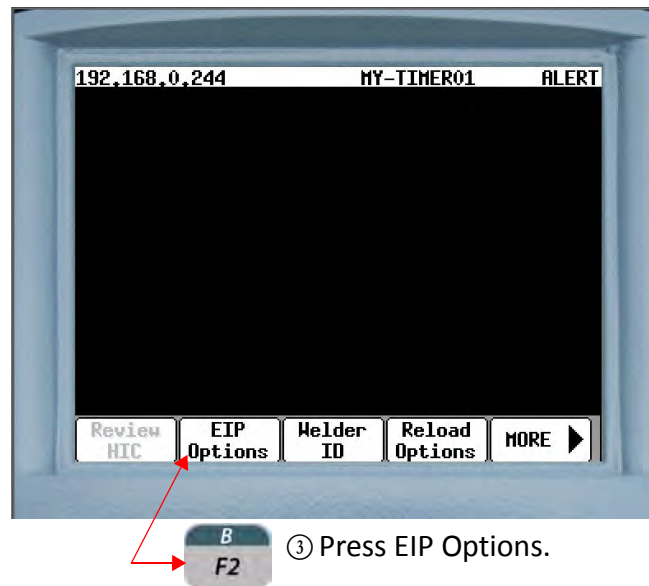 192.168.0.244 MY-TIMER01 ALERT
Review HIC
EIP Options
Welder ID
Reload Options
MORE
B
F2
③ Press EIP Options.